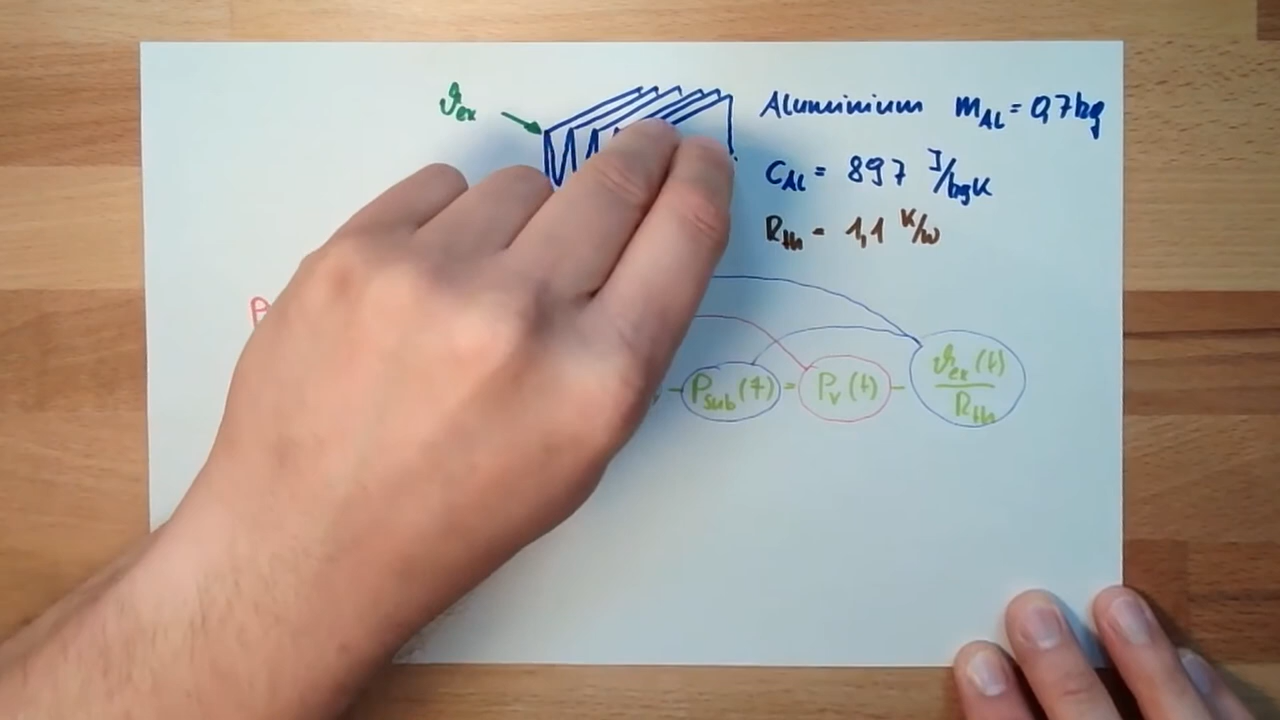 ϑex
Aluminium mAL = 0,7kg
CAL = 897 J/kgK
Rth = 1,1 K/W
P
- Psub(t) = Pv(t) - ϑex(t)/Rth